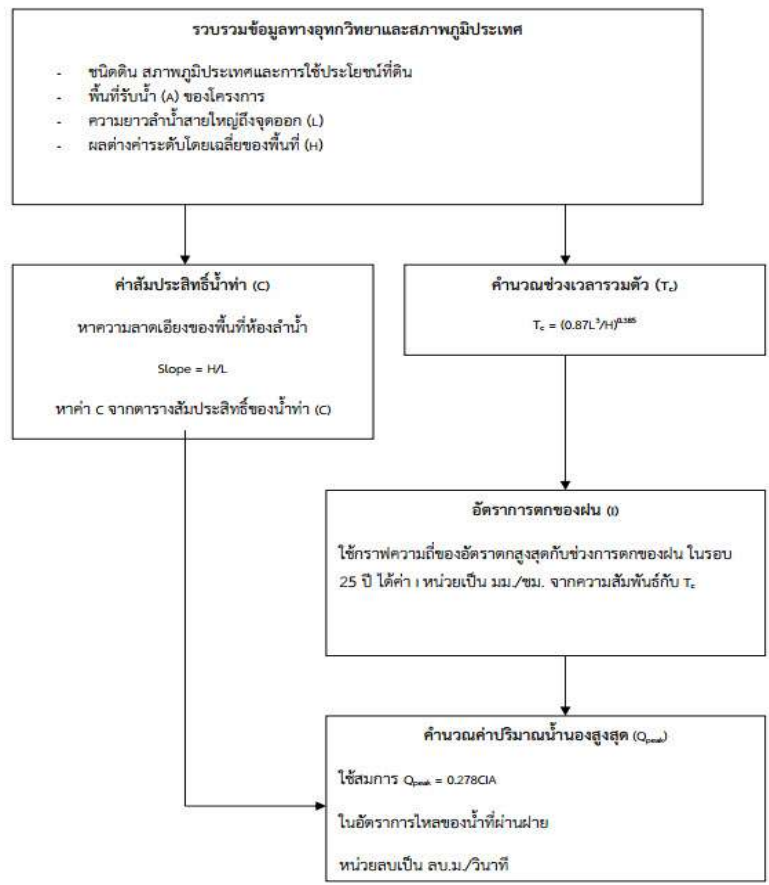 รวบรวมข้อมูลทางอุทกวิทยาและสภาพภูมิประเทศ
- ชนิดดิน สภาพภูมิประเทศและการใช้ประโยชน์ที่ดิน
- พื้นที่รับน้ำ (A) ของโครงการ
- ความยาวลำน้ำสายใหญ่ถึงจุดออก (L)
- ผลต่างค่าระดับโดยเฉลี่ยของพื้นที่ (H)
ค่าสัมประสิทธิ์น้ำท่า (C)
หาความลาดเอียงของพื้นที่ท้องลำน้ำ
Slope = H/L
หาค่า C จากตารางสัมประสิทธิ์ของน้ำท่า (C)
คำนวณช่วงเวลารวมตัว (Tc)
Tc = (0.87L³/H)^0.385
อัตราการตกของฝน (I)
ใช้กราฟความถี่ของอัตราตกสูงสุดกับช่วงการตกของฝน ในรอบ
25 ปี ได้ค่า I หน่วยเป็น มม./ชม. จากความสัมพันธ์กับ Tc
คำนวณค่าปริมาณน้ำนองสูงสุด (Qpeak)
ใช้สมการ Qpeak = 0.278CIA
ในอัตราการไหลของน้ำที่ผ่านฝาย
หน่วยลบเป็น ลบ.ม./วินาที